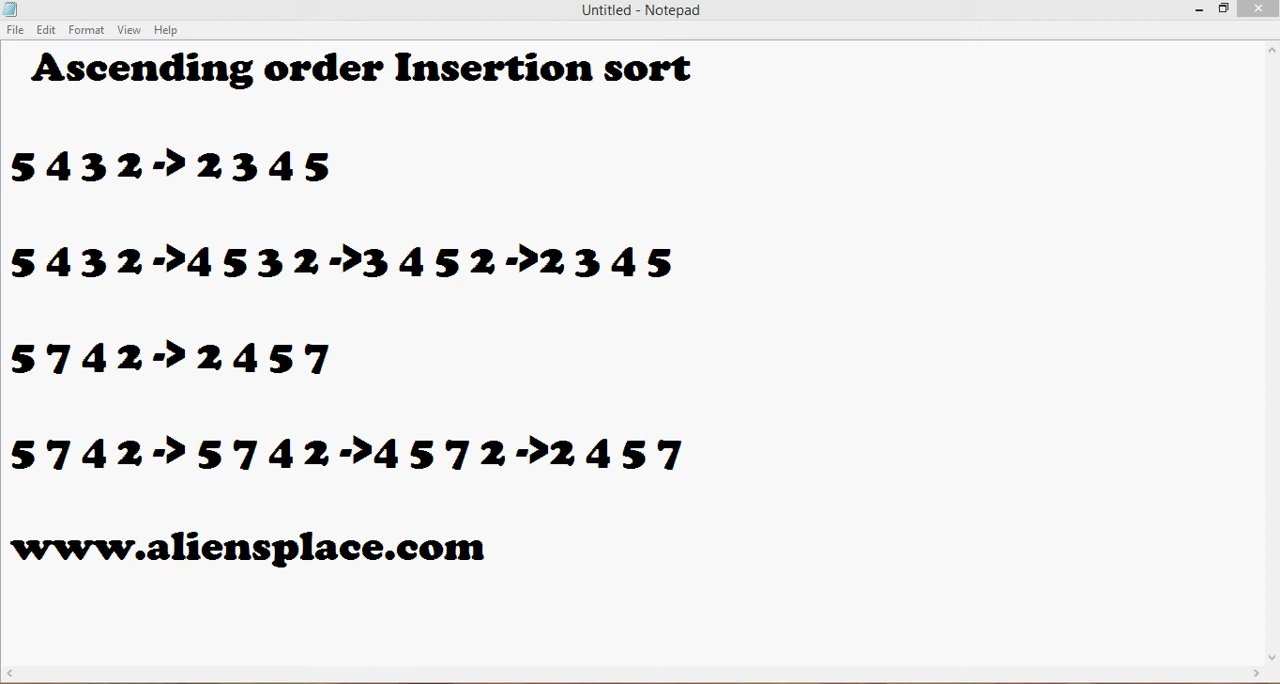 Untitled - Notepad
File Edit Format View Help
Ascending order Insertion sort
5 4 3 2 -> 2 3 4 5
5 4 3 2 ->4 5 3 2 ->3 4 5 2 ->2 3 4 5
5 7 4 2 -> 2 4 5 7
5 7 4 2 -> 5 7 4 2 ->4 5 7 2 ->2 4 5 7
www.aliensplace.com